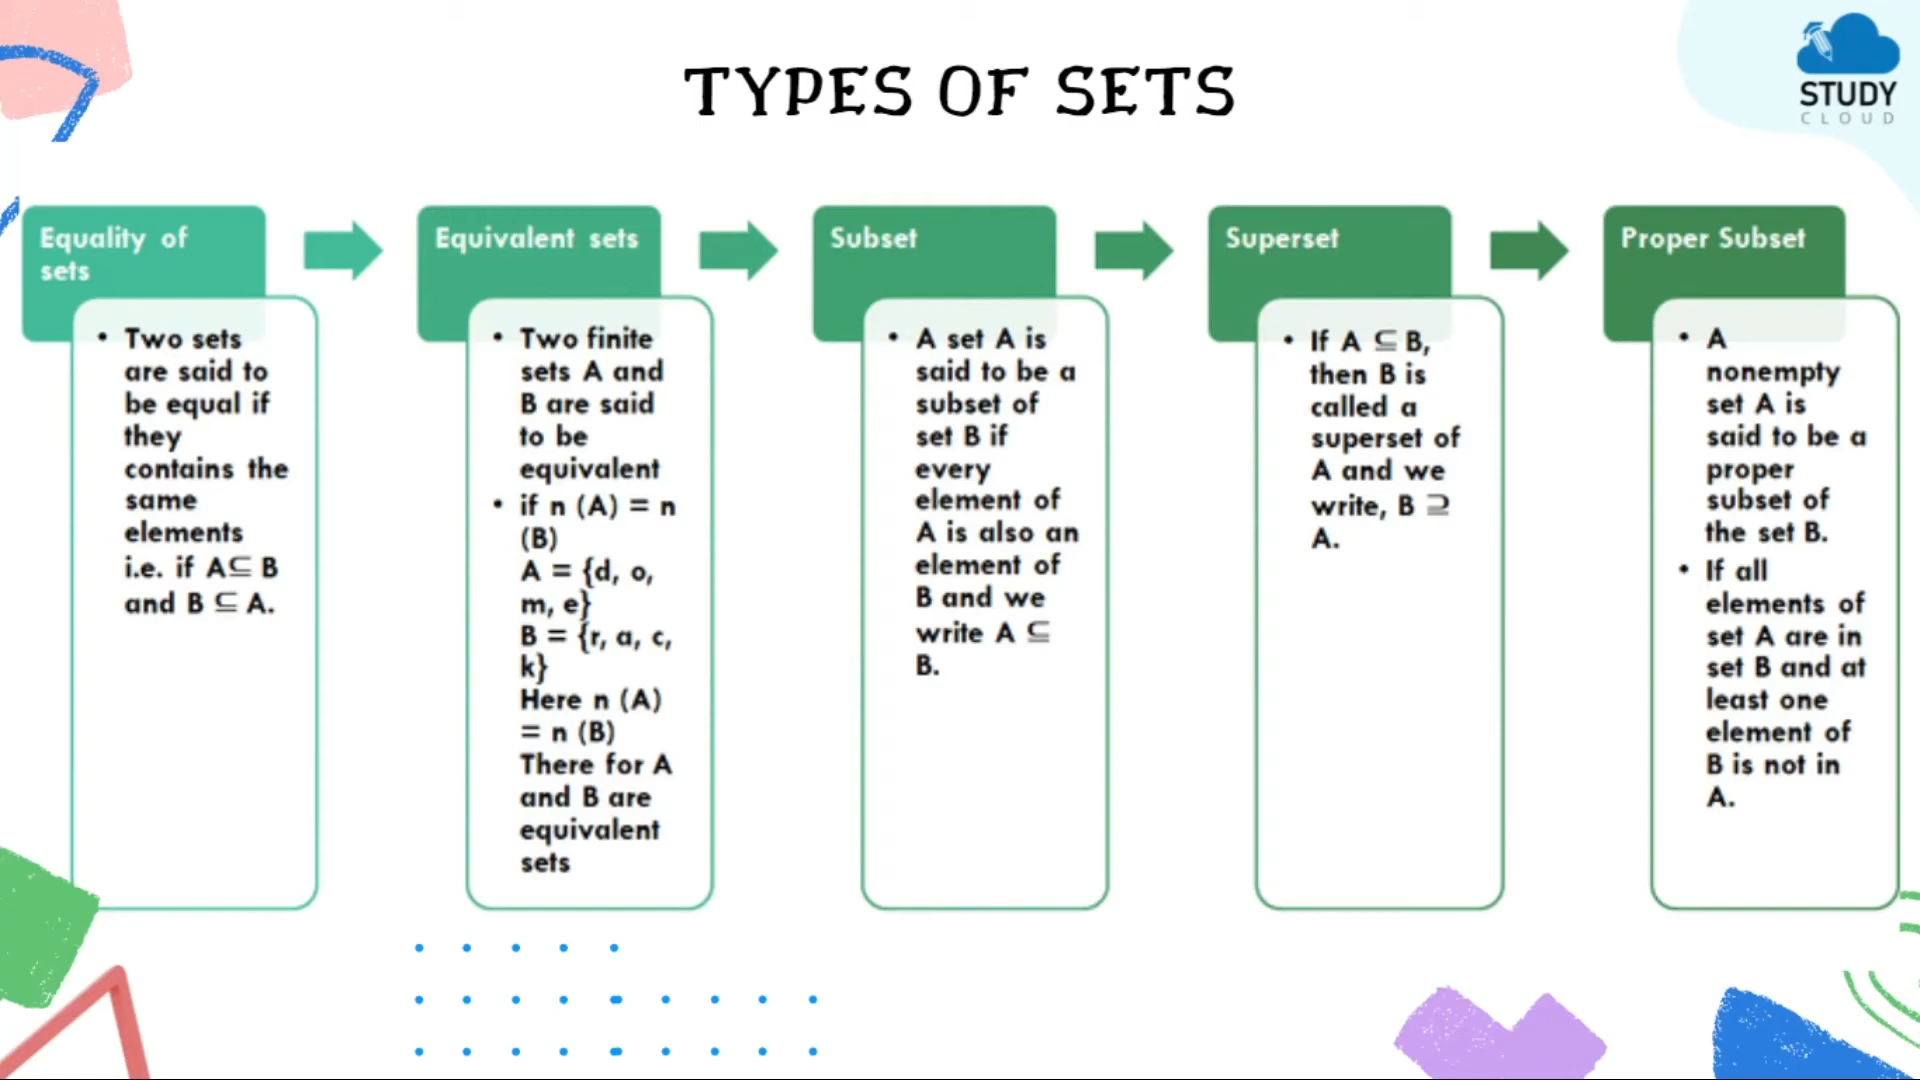 TYPES OF SETS
STUDY
CLOUD
Equality of
sets
• Two sets
are said to
be equal if
they
contains the
same
elements
i.e. if A⊆ B
and B ⊆ A.
Equivalent sets
• Two finite
sets A and
B are said
to be
equivalent
• if n (A) = n
(B)
A = {d, o,
m, e}
B = {r, a, c,
k}
Here n (A)
= n (B)
There for A
and B are
equivalent
sets
Subset
• A set A is
said to be a
subset of
set B if
every
element of
A is also an
element of
B and we
write A ⊆
B.
Superset
• If A ⊆ B,
then B is
called a
superset of
A and we
write, B ⊇
A.
Proper Subset
• A
nonempty
set A is
said to be a
proper
subset of
the set B.
• If all
elements of
set A are in
set B and at
least one
element of
B is not in
A.